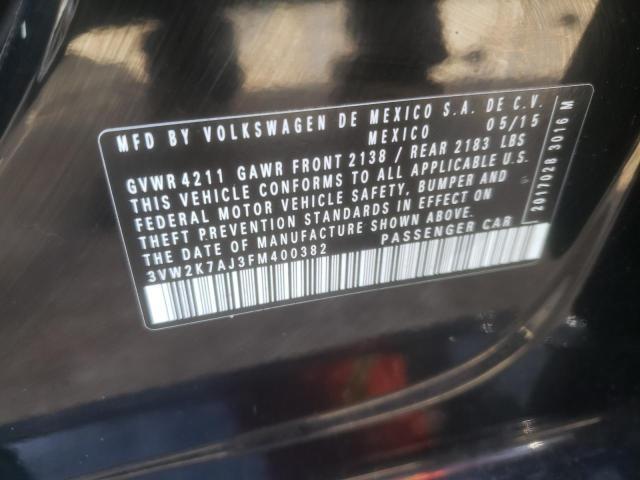 MFD BY VOLKSWAGEN DE MEXICO S.A. DE C.V.
MEXICO 05/15
GVWR 4211 GAWR FRONT 2138 / REAR 2183 LBS
THIS VEHICLE CONFORMS TO ALL APPLICABLE U.S.
FEDERAL MOTOR VEHICLE SAFETY, BUMPER AND
THEFT PREVENTION STANDARDS IN EFFECT ON
THE DATE OF MANUFACTURE SHOWN ABOVE.
3VW2K7AJ3FM400382 PASSENGER CAR
2017028 3016 M